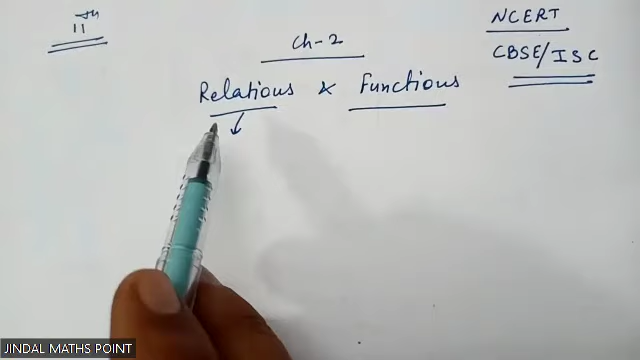 11th
NCERT
CBSE/ISC
Ch-2
Relations & Functions
JINDAL MATHS POINT